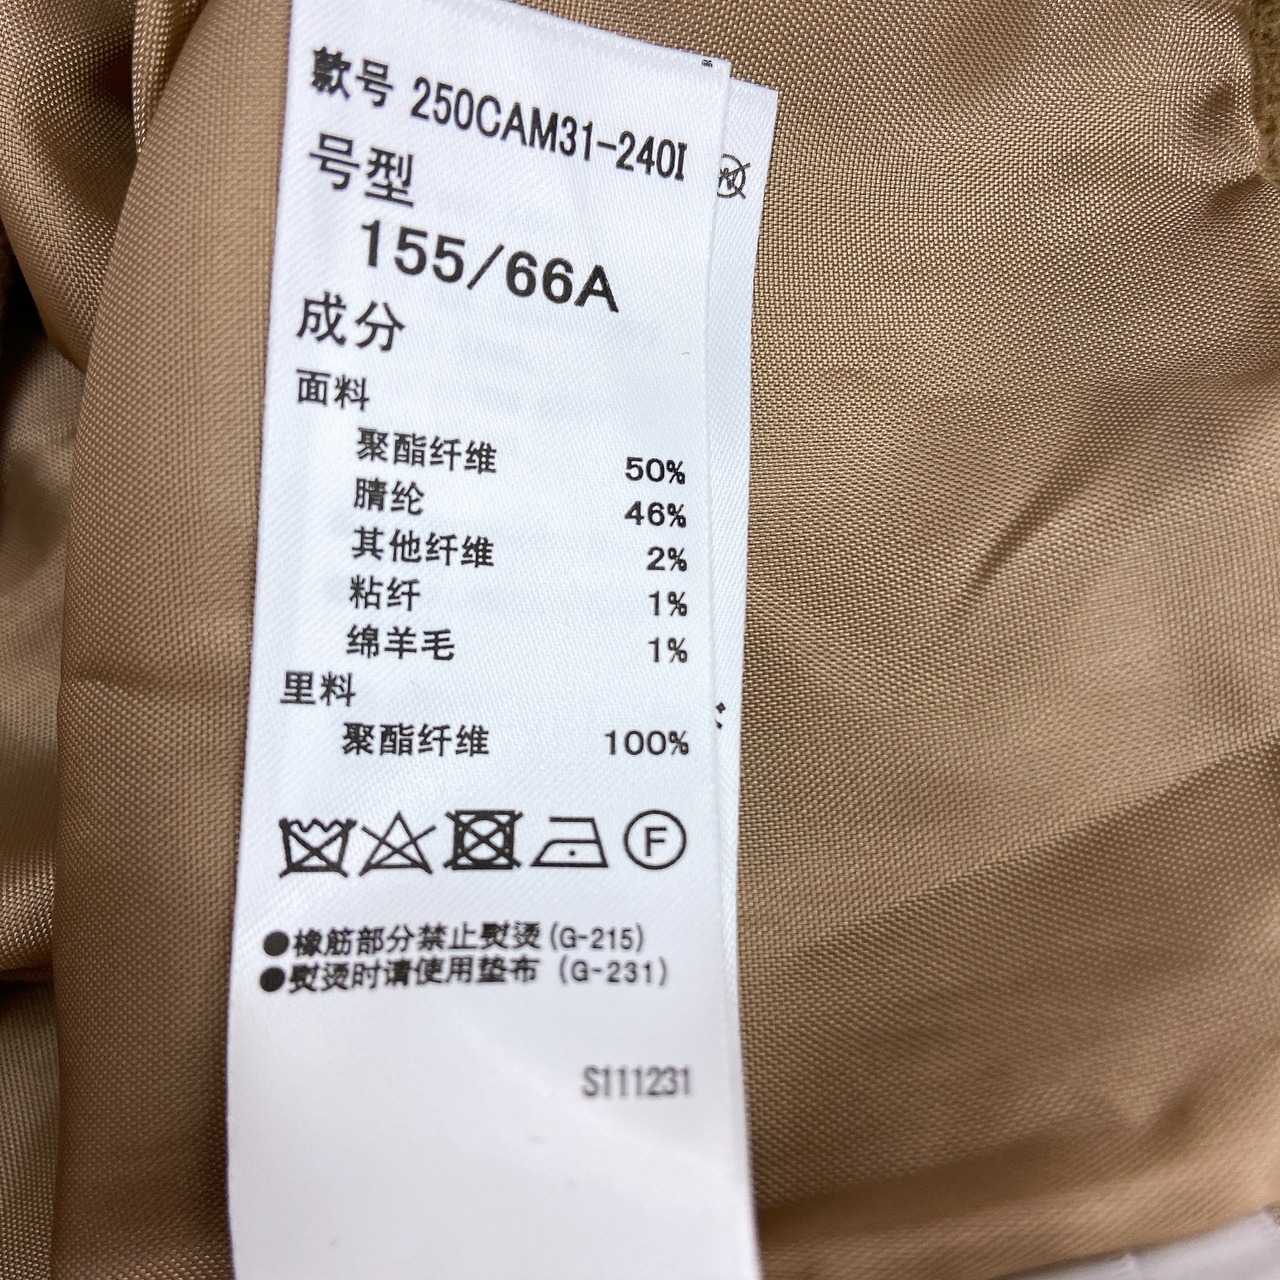 款号 250CAM31-240I
号型
155/66A
成分
面料
聚酯纤维 50%
腈纶 46%
其他纤维 2%
粘纤 1%
绵羊毛 1%
里料
聚酯纤维 100%
F
●橡筋部分禁止熨烫(G-215)
●熨烫时请使用垫布 (G-231)
S111231